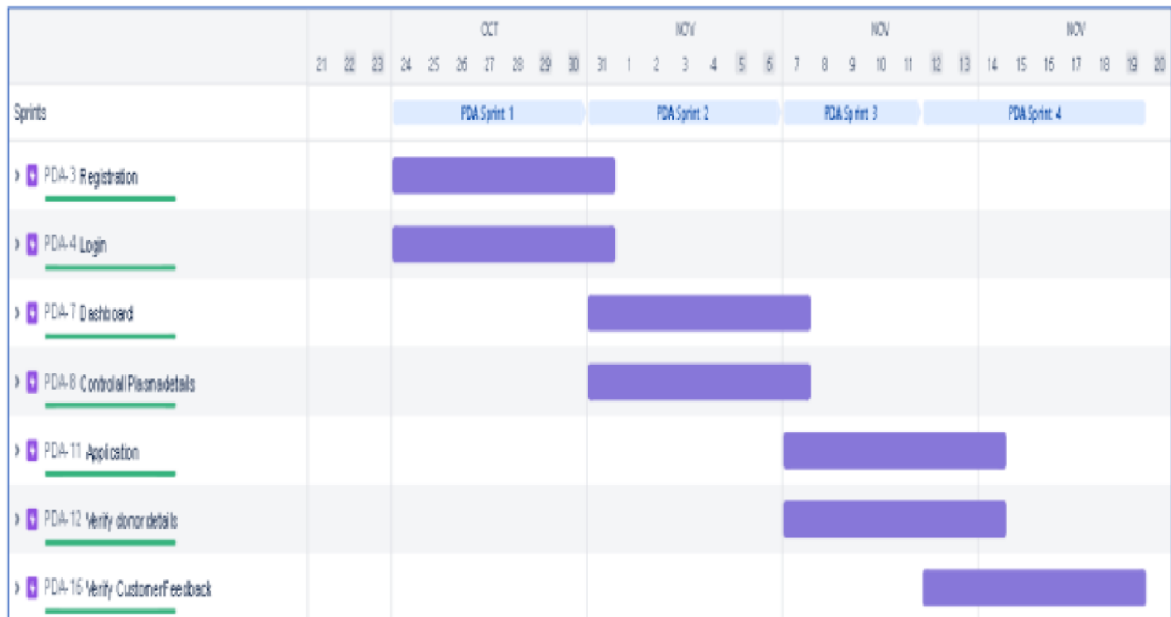 OCT NOV NOV NOV
21 22 23 24 25 26 27 28 29 30 31 1 2 3 4 5 6 7 8 9 10 11 12 13 14 15 16 17 18 19 20
Sprints PDA Sprint 1 PDA Sprint 2 PDA Sprint 3 PDA Sprint 4
PDA-3 Registration
PDA-4 Login
PDA-7 Dashboard
PDA-8 Controlall Plasmadetails
PDA-11 Application
PDA-12 Verify donor details
PDA-16 Verify CustomerFeedback